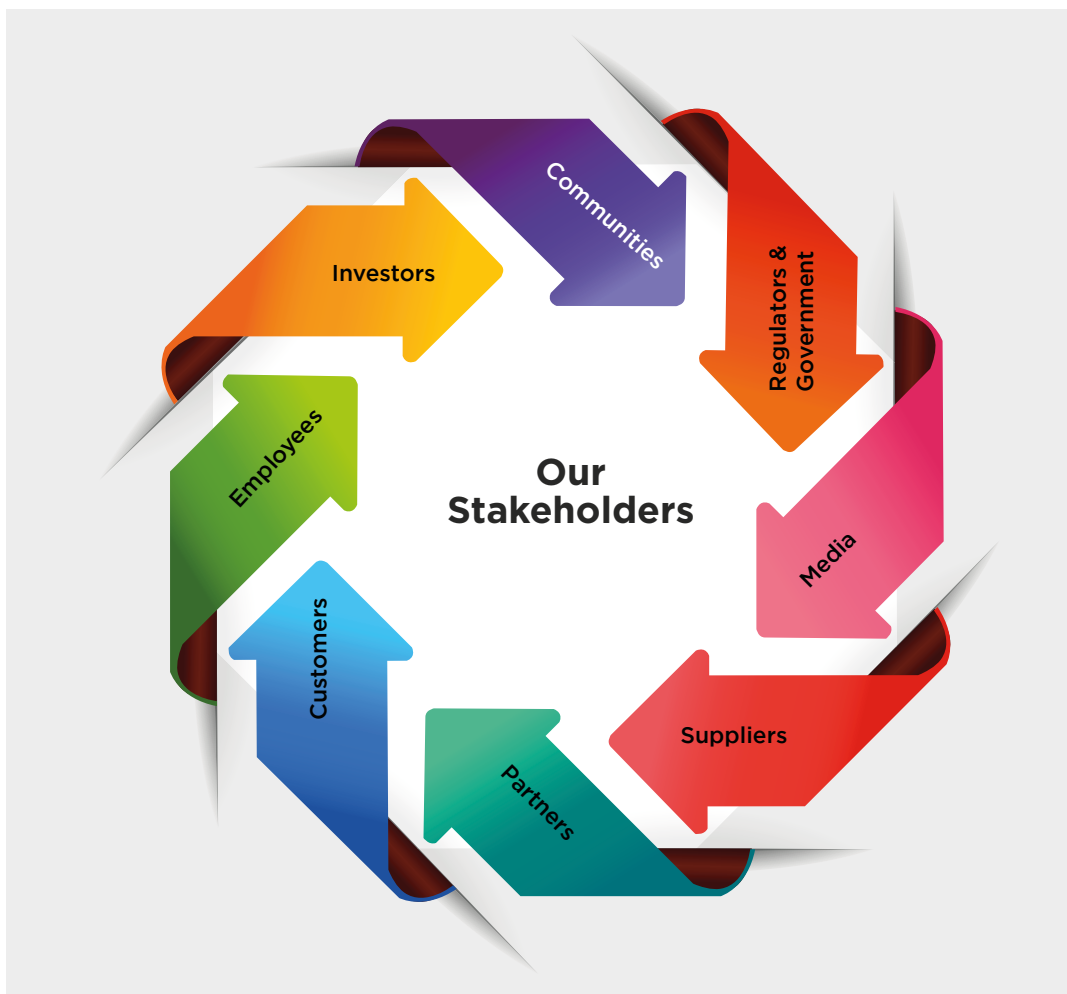 Communities
Regulators &
Government
Investors
Employees
Our
Stakeholders
Media
Customers
Suppliers
Partners